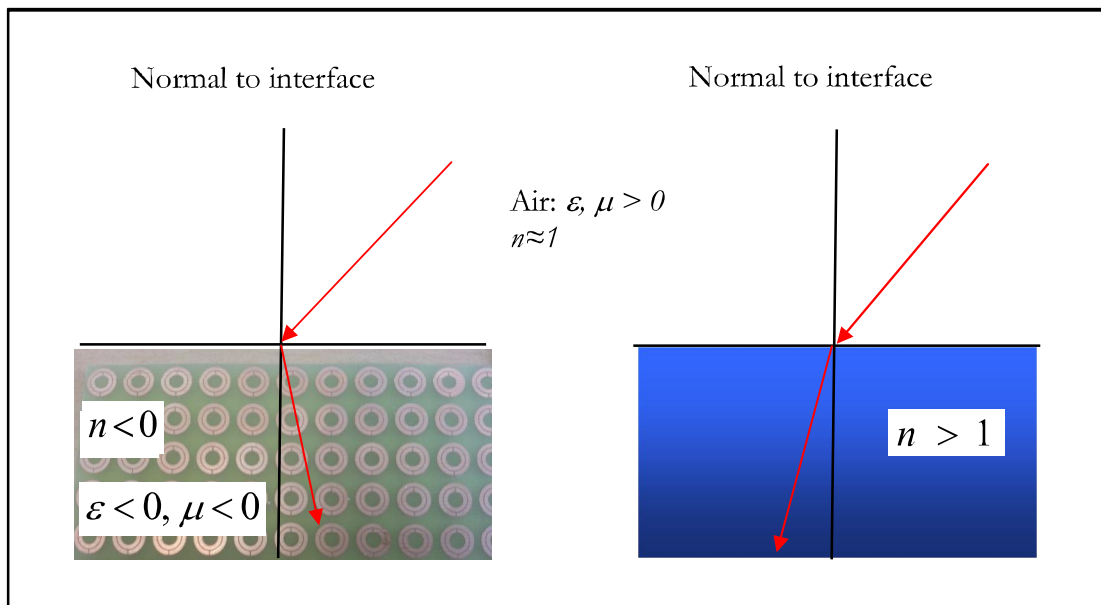 Normal to interface
Normal to interface
Air: ε, μ > 0
n≈1
n<0
n > 1
ε<0, μ<0